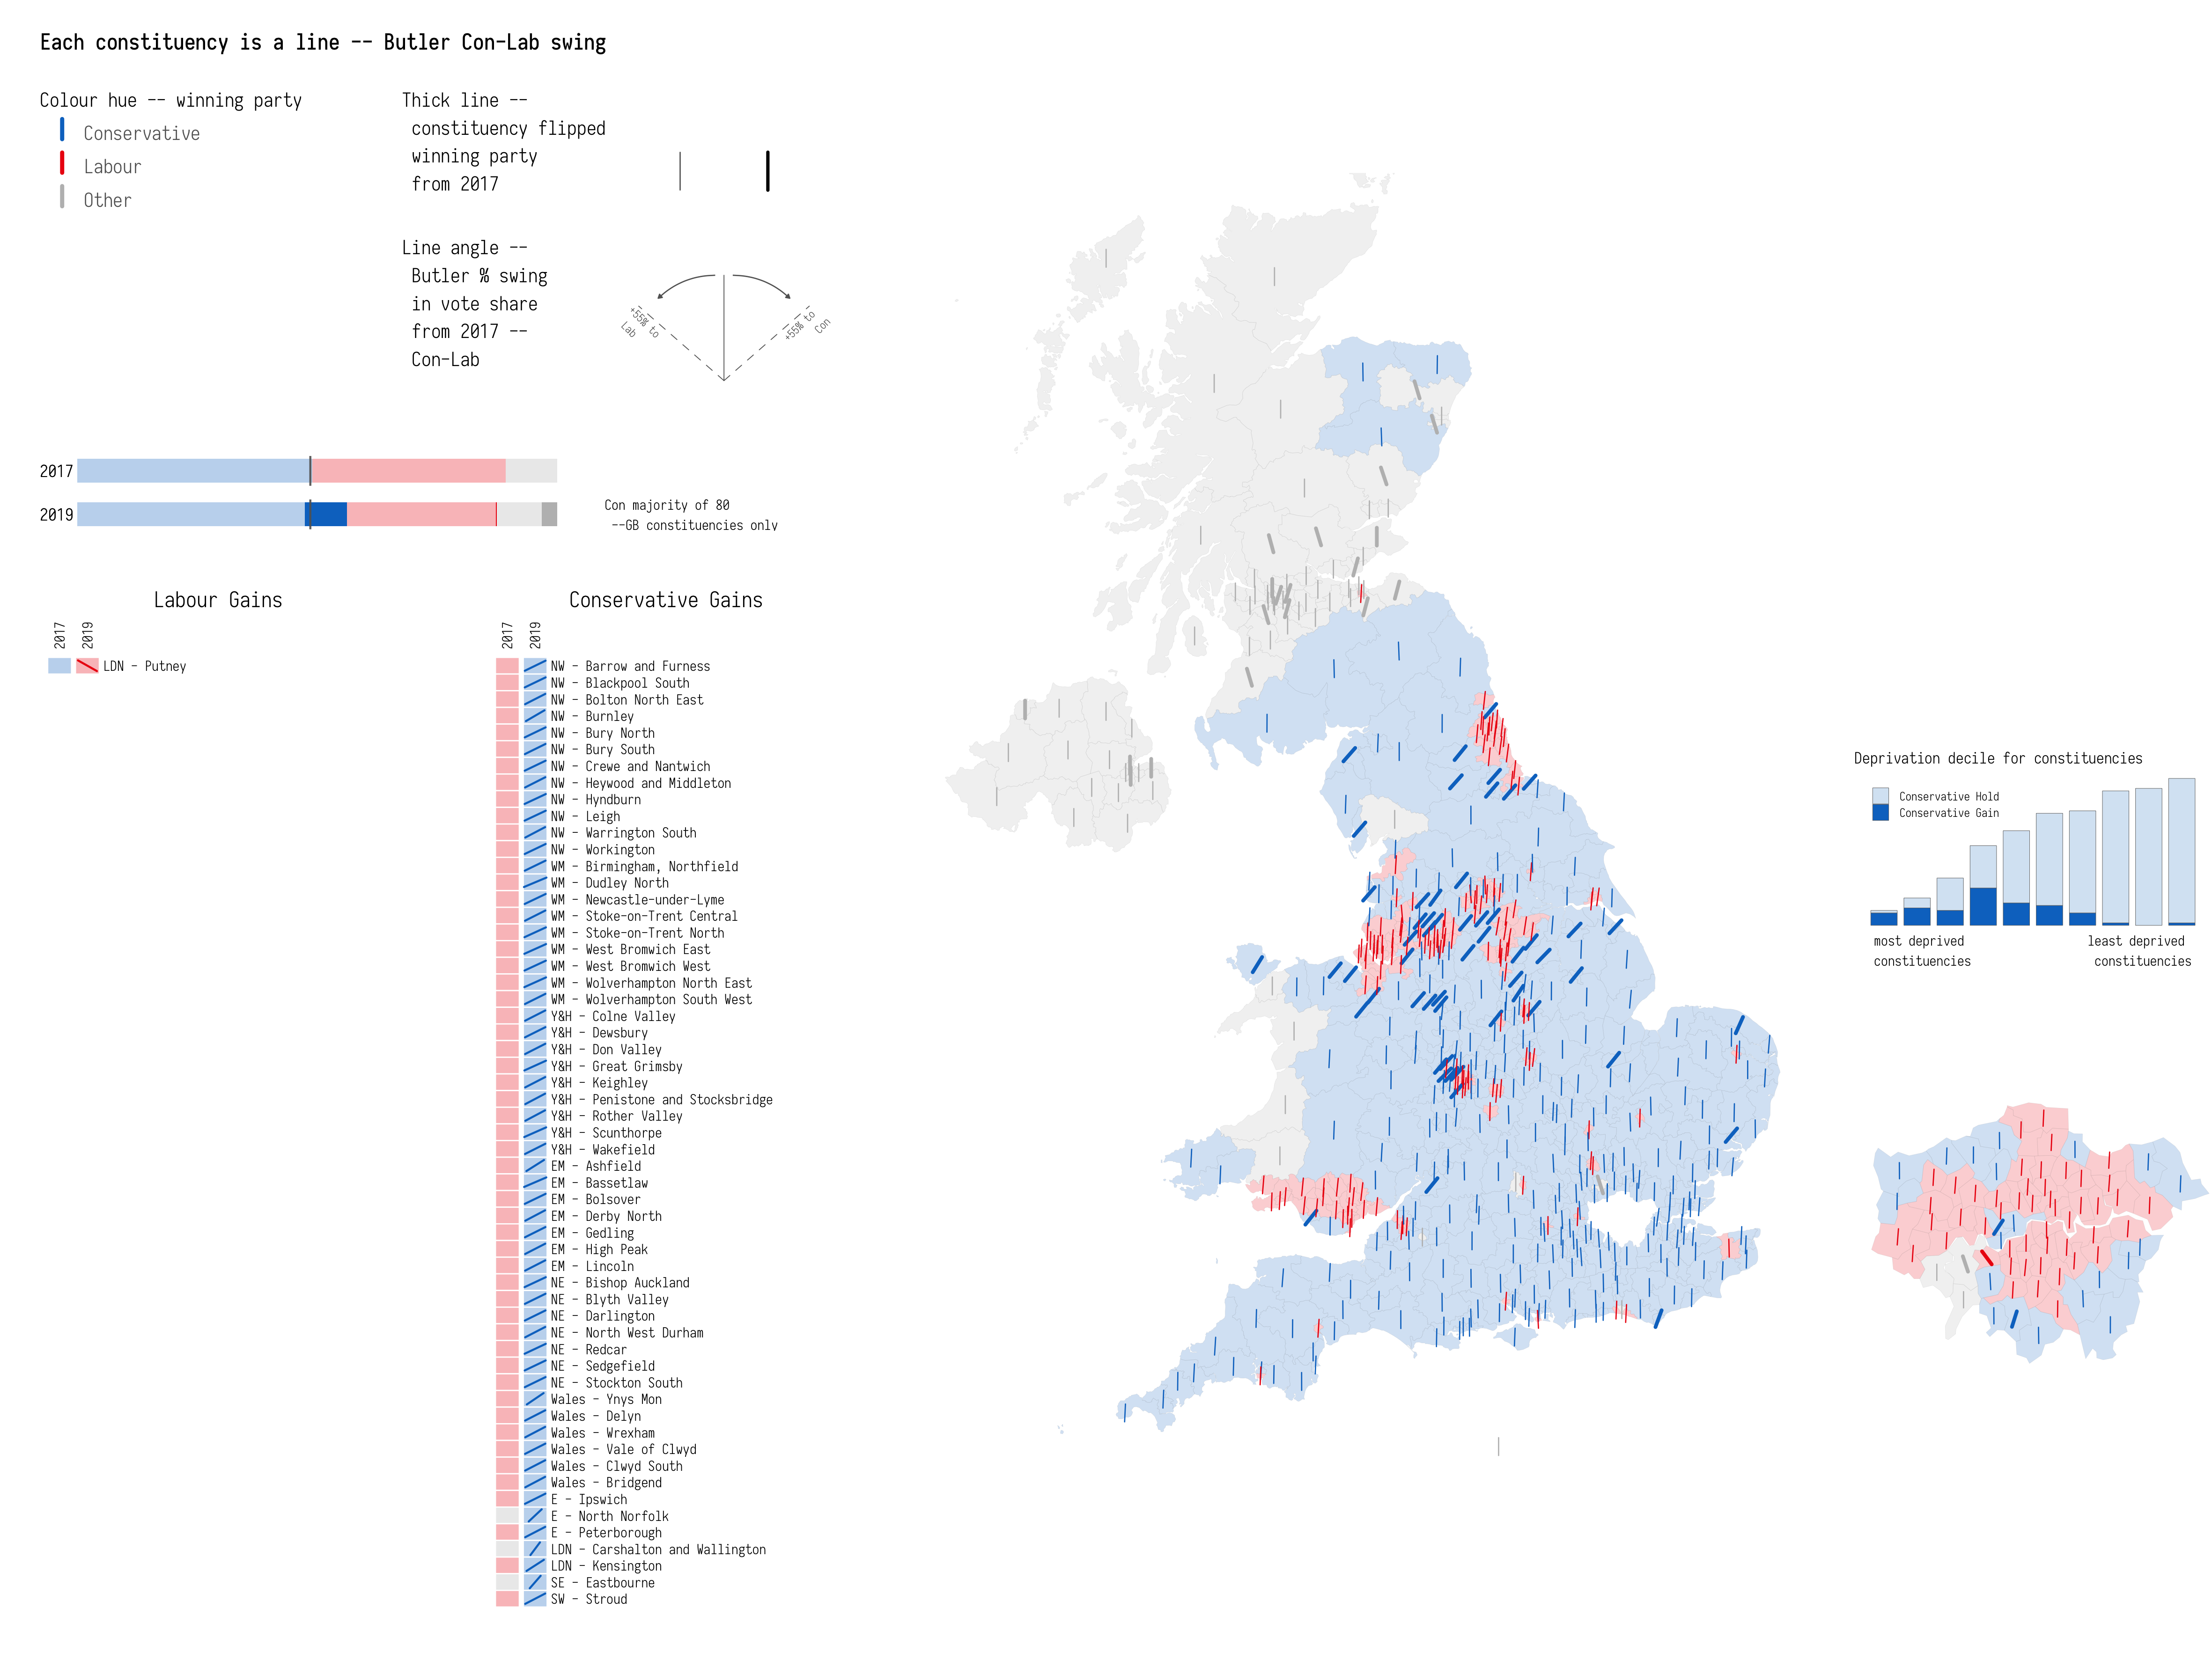 Each constituency is a line -- Butler Con-Lab swing
Colour hue -- winning party
Conservative
Labour
Other
Thick line --
constituency flipped
winning party
from 2017
Line angle --
Butler % swing
in vote share
from 2017 --
Con-Lab
+55% to
Lab
+55% to
Con
2017
2019
Con majority of 80
--GB constituencies only
Labour Gains
2017
2019
LDN - Putney
Conservative Gains
2017
2019
NW - Barrow and Furness
NW - Blackpool South
NW - Bolton North East
NW - Burnley
NW - Bury North
NW - Bury South
NW - Crewe and Nantwich
NW - Heywood and Middleton
NW - Hyndburn
NW - Leigh
NW - Warrington South
NW - Workington
WM - Birmingham, Northfield
WM - Dudley North
WM - Newcastle-under-Lyme
WM - Stoke-on-Trent Central
WM - Stoke-on-Trent North
WM - West Bromwich East
WM - West Bromwich West
WM - Wolverhampton North East
WM - Wolverhampton South West
Y&H - Colne Valley
Y&H - Dewsbury
Y&H - Don Valley
Y&H - Great Grimsby
Y&H - Keighley
Y&H - Penistone and Stocksbridge
Y&H - Rother Valley
Y&H - Scunthorpe
Y&H - Wakefield
EM - Ashfield
EM - Bassetlaw
EM - Bolsover
EM - Derby North
EM - Gedling
EM - High Peak
EM - Lincoln
NE - Bishop Auckland
NE - Blyth Valley
NE - Darlington
NE - North West Durham
NE - Redcar
NE - Sedgefield
NE - Stockton South
Wales - Ynys Mon
Wales - Delyn
Wales - Wrexham
Wales - Vale of Clwyd
Wales - Clwyd South
Wales - Bridgend
E - Ipswich
E - North Norfolk
E - Peterborough
LDN - Carshalton and Wallington
LDN - Kensington
SE - Eastbourne
SW - Stroud
Deprivation decile for constituencies
Conservative Hold
Conservative Gain
most deprived
constituencies
least deprived
constituencies